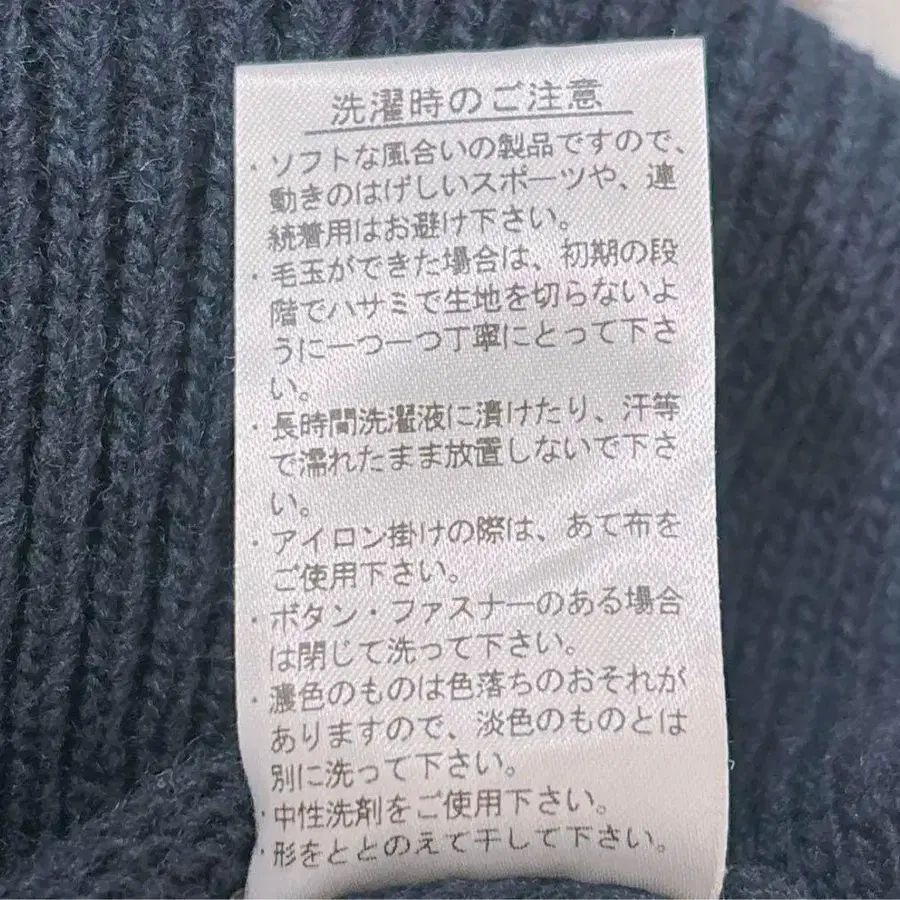 洗濯時のご注意
・ソフトな風合いの製品ですので、
動きのはげしいスポーツや、連
続着用はお避け下さい。
・毛玉ができた場合は、初期の段
階でハサミで生地を切らないよ
うに一つ一つ丁寧にとって下さ
い。
・長時間洗濯液に漬けたり、汗等
で濡れたまま放置しないで下さ
い。
・アイロン掛けの際は、あて布を
ご使用下さい。
・ボタン・ファスナーのある場合
は閉じて洗って下さい。
・濃色のものは色落ちのおそれが
ありますので、淡色のものとは
別に洗って下さい。
・中性洗剤をご使用下さい。
・形をととのえて干して下さい。